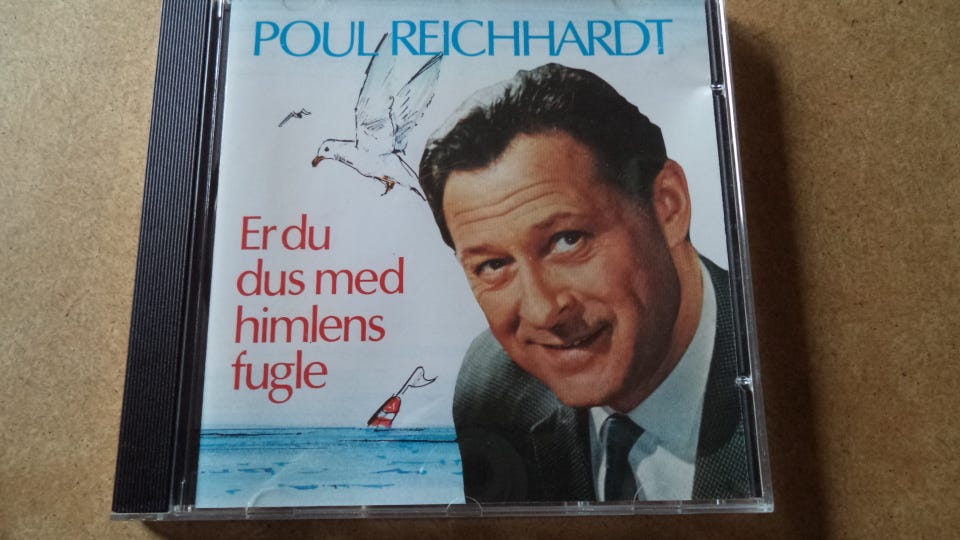 POUL REICHHARDT
Er du
dus med
himlens
fugle